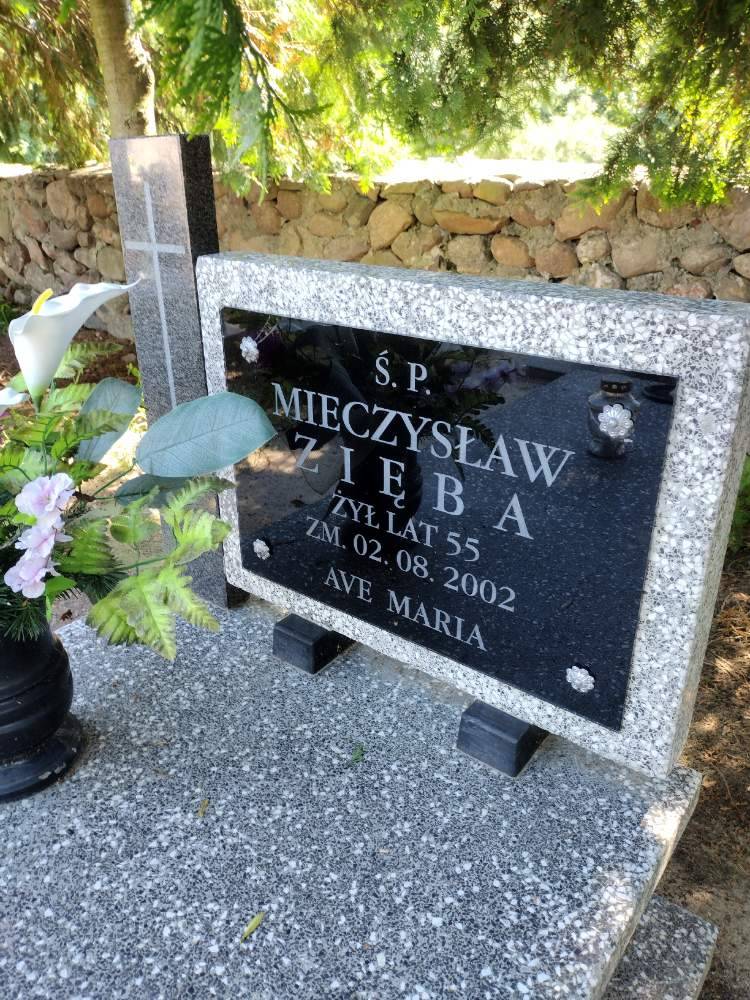 Ś. P.
MIECZYSŁAW
ZIĘBA
ŻYŁ LAT 55
ZM. 02. 08. 2002
AVE MARIA